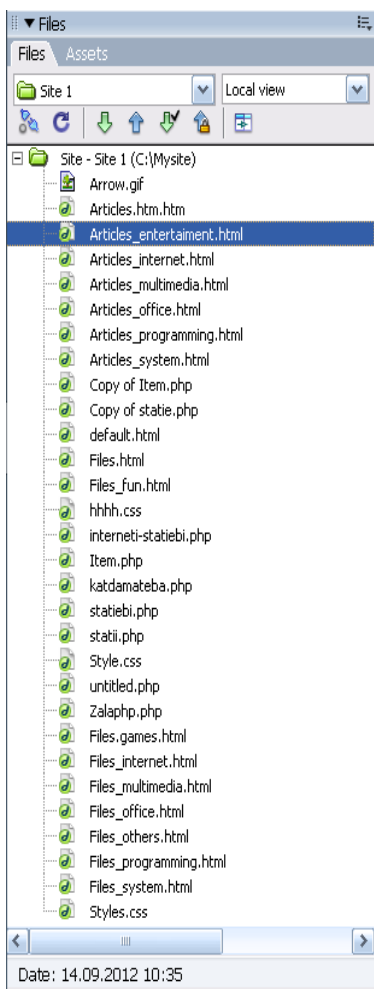 Files
Files Assets
Site 1 Local view
Site - Site 1 (C:\Mysite)
Arrow.gif
Articles.htm.htm
Articles_entertaiment.html
Articles_internet.html
Articles_multimedia.html
Articles_office.html
Articles_programming.html
Articles_system.html
Copy of Item.php
Copy of statie.php
default.html
Files.html
Files_fun.html
hhhh.css
interneti-statiebi.php
Item.php
katdamateba.php
statiebi.php
statii.php
Style.css
untitled.php
Zalaphp.php
Files.games.html
Files_internet.html
Files_multimedia.html
Files_office.html
Files_others.html
Files_programming.html
Files_system.html
Styles.css
Date: 14.09.2012 10:35